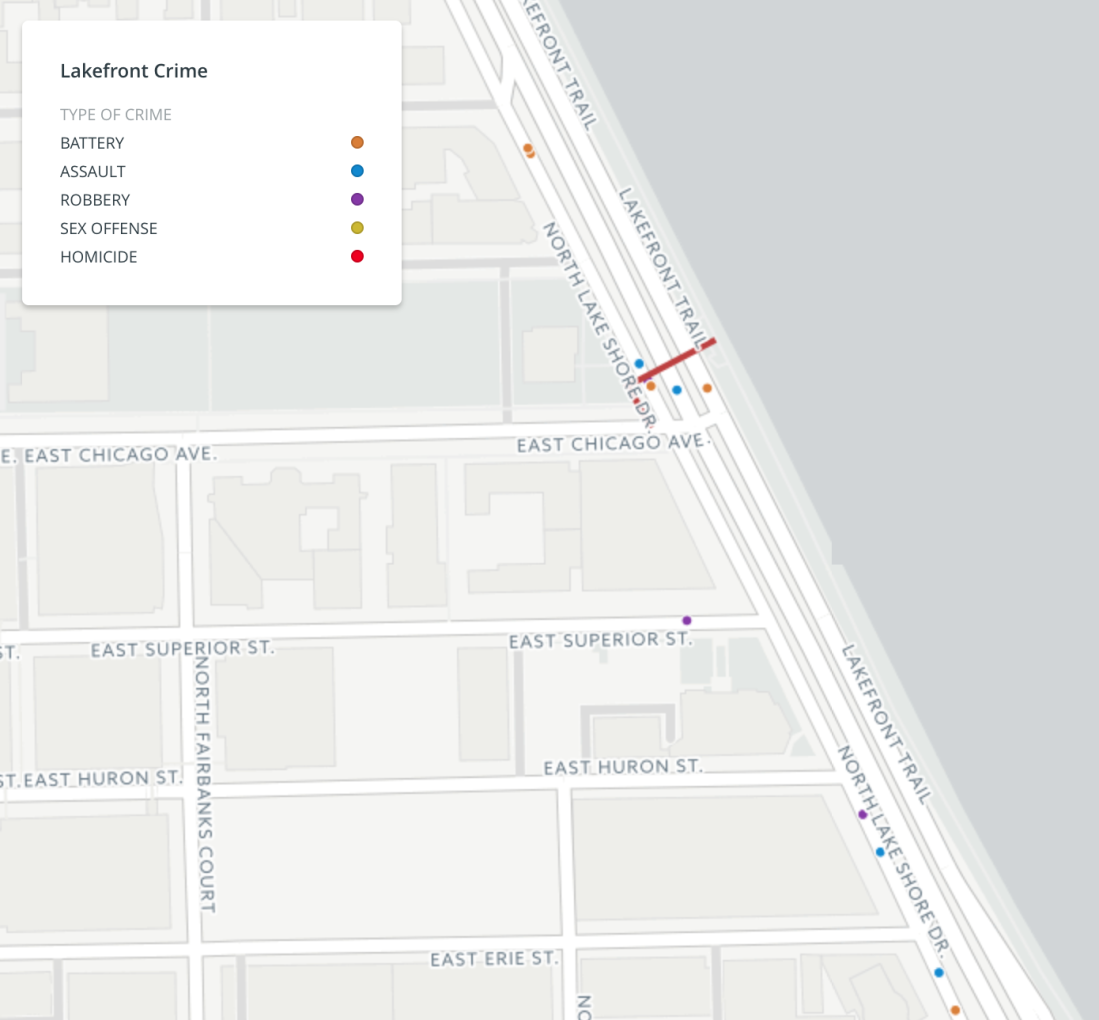 Lakefront Crime
TYPE OF CRIME
BATTERY
ASSAULT
ROBBERY
SEX OFFENSE
HOMICIDE
LAKEFRONT TRAIL
LAKEFRONT TRAIL
NORTH LAKE SHORE DR.
E. EAST CHICAGO AVE.
EAST CHICAGO AVE.
ST.
EAST SUPERIOR ST.
EAST SUPERIOR ST.
LAKEFRONT TRAIL
NORTH FAIRBANKS COURT
ST. EAST HURON ST.
EAST HURON ST.
NORTH LAKE SHORE DR.
EAST ERIE ST.
NO